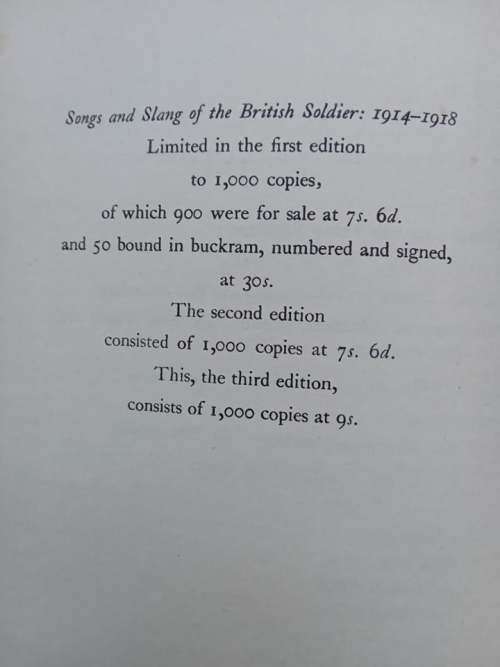 Songs and Slang of the British Soldier: 1914–1918
Limited in the first edition
to 1,000 copies,
of which 900 were for sale at 7s. 6d.
and 50 bound in buckram, numbered and signed,
at 30s.
The second edition
consisted of 1,000 copies at 7s. 6d.
This, the third edition,
consists of 1,000 copies at 9s.